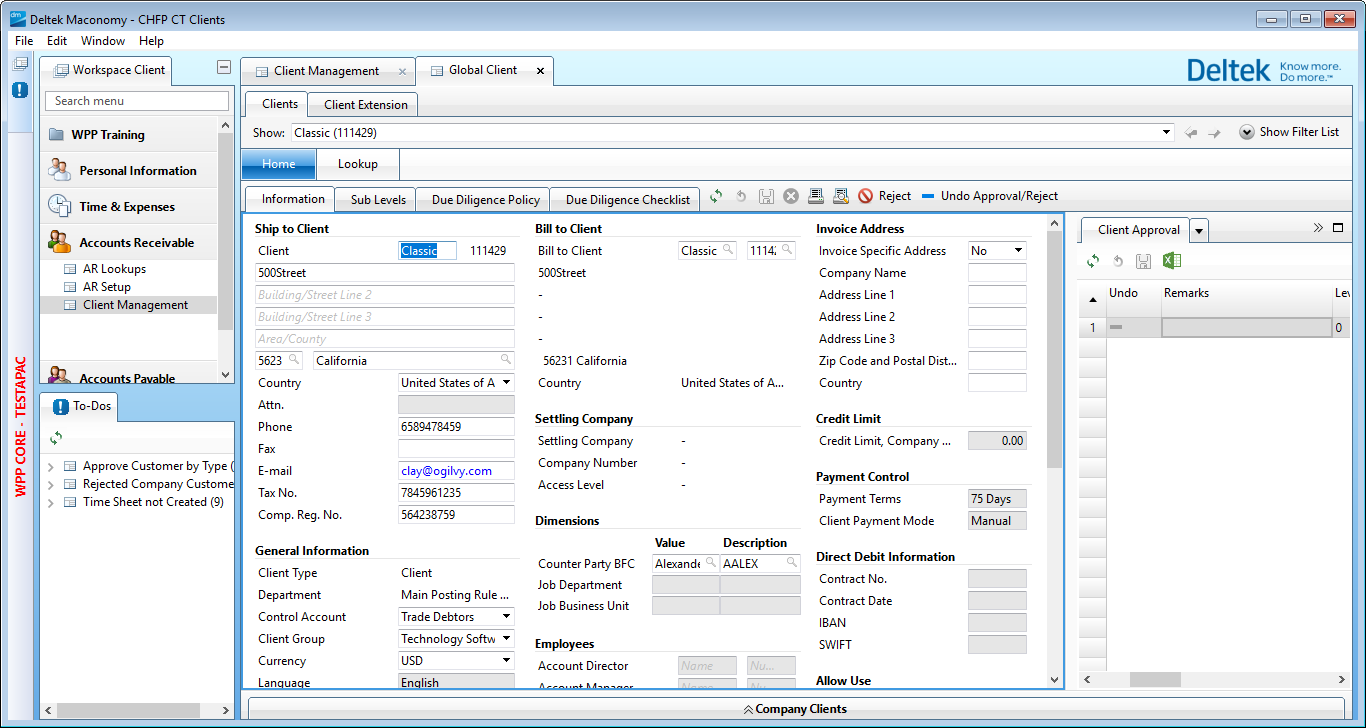 dm Deltek Maconomy - CHFP CT Clients
File Edit Window Help
Workspace Client
Search menu
WPP Training
Personal Information
Time & Expenses
Accounts Receivable
AR Lookups
AR Setup
Client Management
Accounts Payable
To-Dos
Approve Customer by Type (
Rejected Company Custome
Time Sheet not Created (9)
WPP CORE - TESTAPAC
Client Management Global Client
Deltek Know more.
Do more.™
Clients Client Extension
Show: Classic (111429) Show Filter List
Home Lookup
Information Sub Levels Due Diligence Policy Due Diligence Checklist Reject Undo Approval/Reject
Ship to Client
Client Classic 111429
500Street
Building/Street Line 2
Building/Street Line 3
Area/County
5623 California
Country United States of A
Attn.
Phone 6589478459
Fax
E-mail clay@ogilvy.com
Tax No. 7845961235
Comp. Reg. No. 564238759
General Information
Client Type Client
Department Main Posting Rule ...
Control Account Trade Debtors
Client Group Technology Softw
Currency USD
Language English
Bill to Client
Bill to Client Classic 1114
500Street
-
-
-
56231 California
Country United States of A...
Settling Company
Settling Company -
Company Number -
Access Level -
Dimensions
Value Description
Counter Party BFC Alexande AALEX
Job Department
Job Business Unit
Employees
Account Director Name Nu...
Account Manager Name Nu...
Invoice Address
Invoice Specific Address No
Company Name
Address Line 1
Address Line 2
Address Line 3
Zip Code and Postal Dist...
Country
Credit Limit
Credit Limit, Company ... 0.00
Payment Control
Payment Terms 75 Days
Client Payment Mode Manual
Direct Debit Information
Contract No.
Contract Date
IBAN
SWIFT
Allow Use
Client Approval
Undo Remarks Lev
1 0
Company Clients